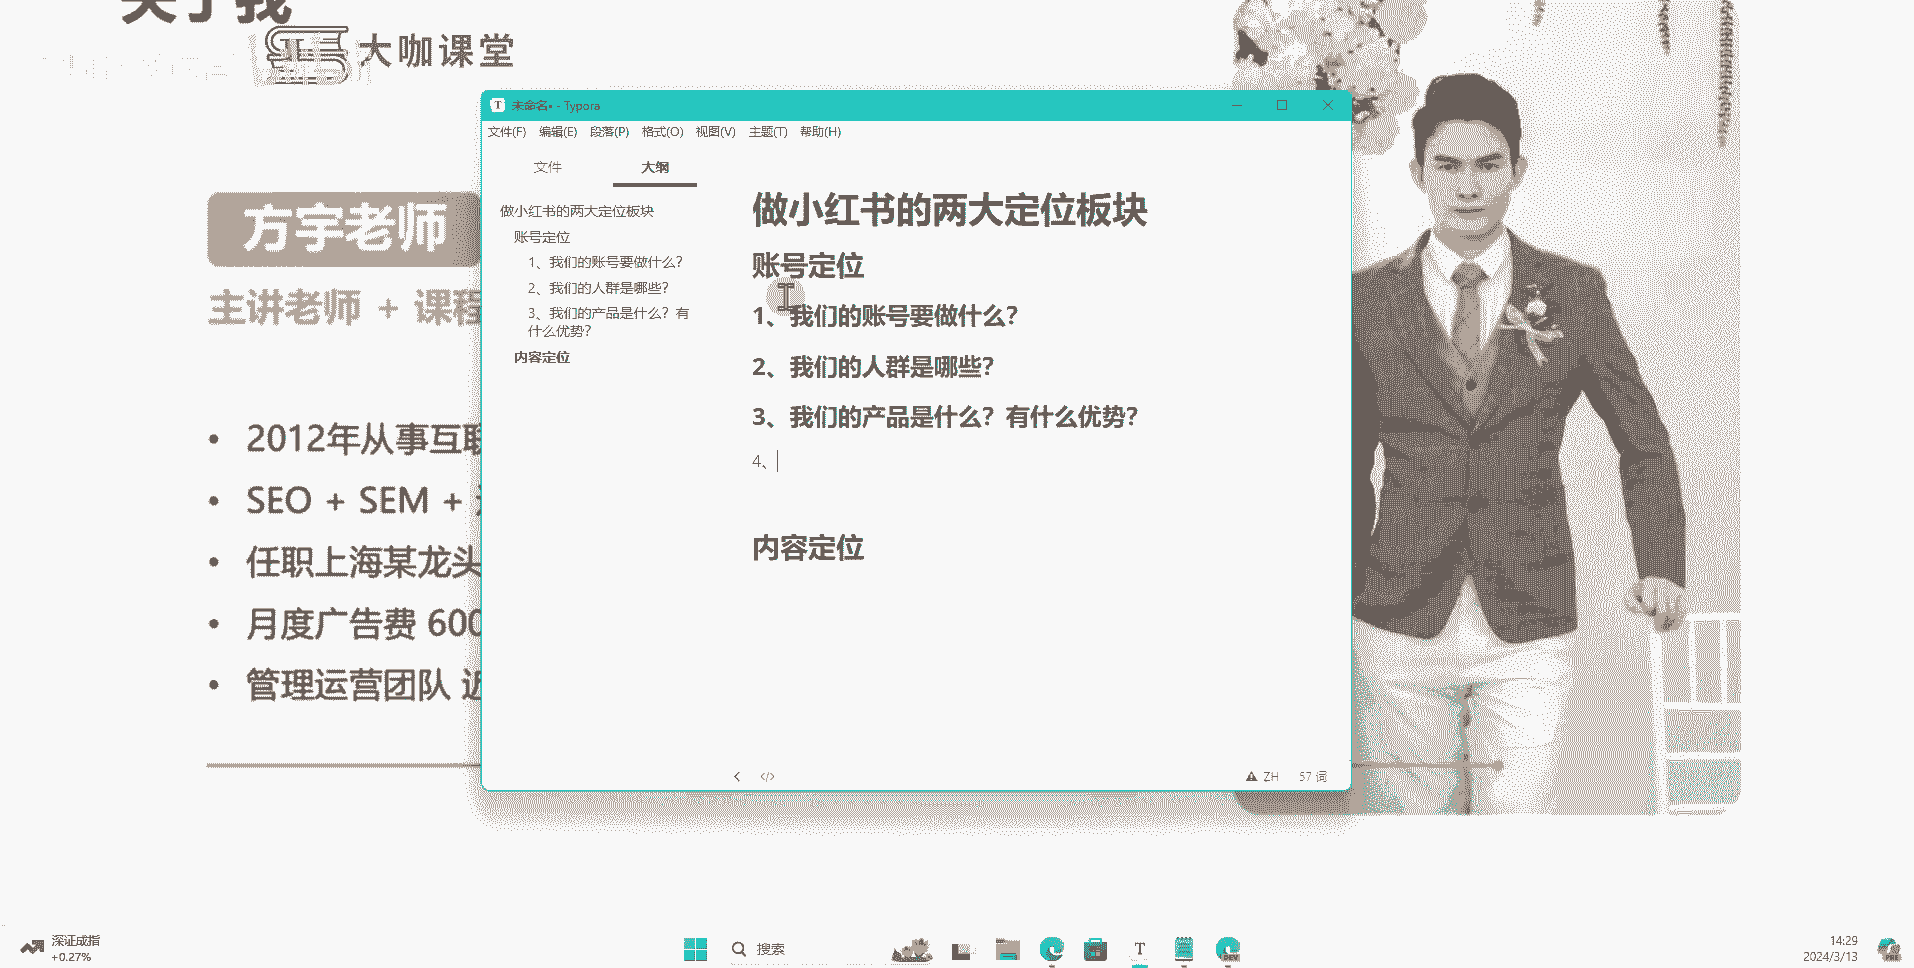 关于我
大咖课堂
方宇老师
主讲老师 + 课程
2012年从事互联
SEO + SEM +
任职上海某龙头
月度广告费 600
管理运营团队 近
未命名• - Typora
文件(F) 编辑(E) 段落(P) 格式(O) 视图(V) 主题(T) 帮助(H)
文件 大纲
做小红书的两大定位板块
账号定位
1、我们的账号要做什么?
2、我们的人群是哪些?
3、我们的产品是什么?有
什么优势?
内容定位
做小红书的两大定位板块
账号定位
1、我们的账号要做什么?
2、我们的人群是哪些?
3、我们的产品是什么?有什么优势?
4、
内容定位
ZH 57 词
深证成指
+0.27%
搜索
14:29
2024/3/13